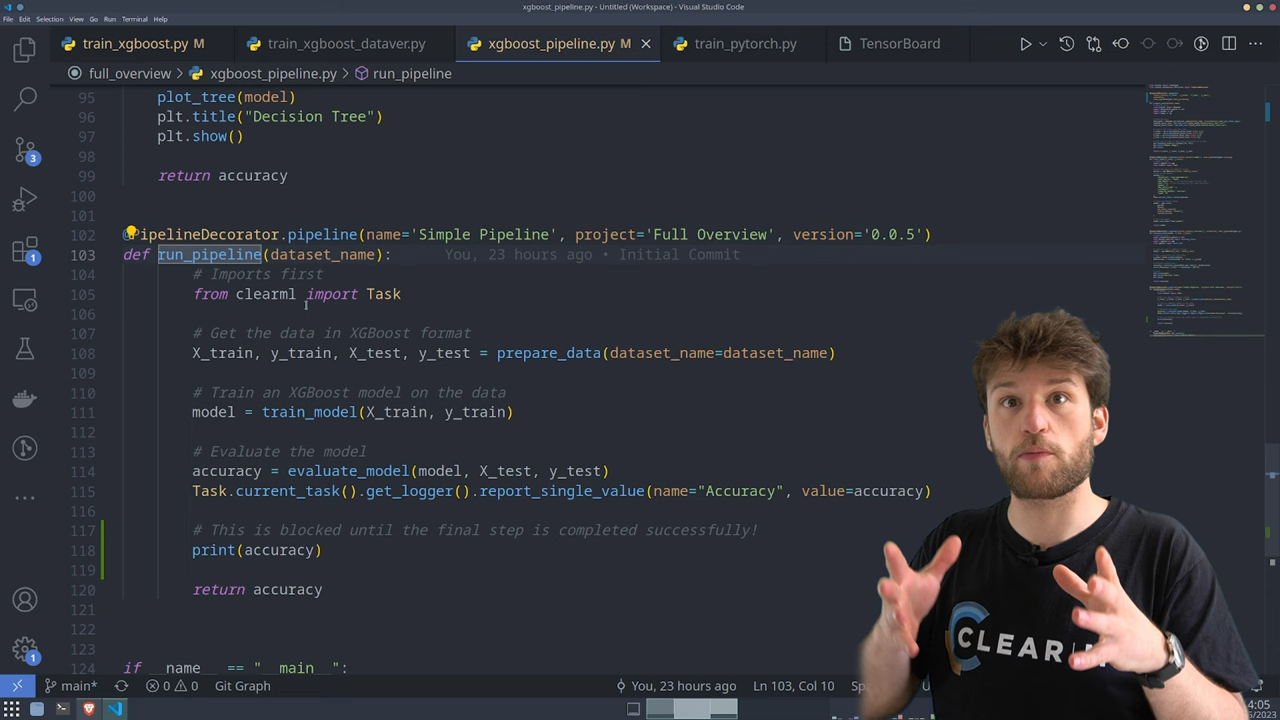 xgboost_pipeline.py - Untitled (Workspace) - Visual Studio Code
File Edit Selection View Go Run Terminal Help
train_xgboost.py M train_xgboost_dataver.py xgboost_pipeline.py M train_pytorch.py TensorBoard
full_overview > xgboost_pipeline.py > run_pipeline
95 plot_tree(model)
96 plt.title("Decision Tree")
97 plt.show()
98
99 return accuracy
100
101
102 PipelineDecorator.pipeline(name='Simple Pipeline', project='Full Overview', version='0.0.5')
103 def run_pipeline(dataset_name): You, 23 hours ago • Initial Commit
104 # Imports first
105 from clearml import Task
106
107 # Get the data in XGBoost format
108 X_train, y_train, X_test, y_test = prepare_data(dataset_name=dataset_name)
109
110 # Train an XGBoost model on the data
111 model = train_model(X_train, y_train)
112
113 # Evaluate the model
114 accuracy = evaluate_model(model, X_test, y_test)
115 Task.current_task().get_logger().report_single_value(name="Accuracy", value=accuracy)
116
117 # This is blocked until the final step is completed successfully!
118 print(accuracy)
119
120 return accuracy
121
122
123
124 if __name__ == "__main__":
3
1
1
CLEAR
main* 0 0 Git Graph You, 23 hours ago Ln 103, Col 10